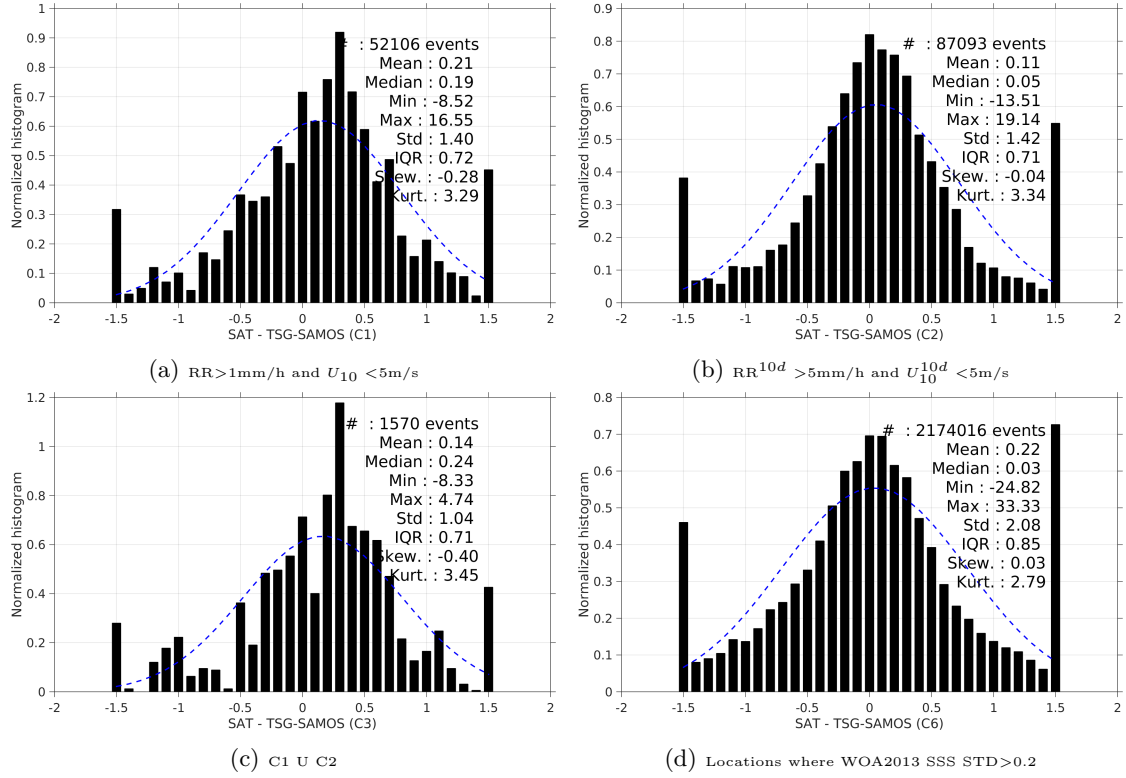 1
0.9
0.8
0.7
0.6
0.5
0.4
0.3
0.2
0.1
0
Normalized histogram
-2 -1.5 -1 -0.5 0 0.5 1 1.5 2
SAT - TSG-SAMOS (C1)
# : 52106 events
Mean : 0.21
Median : 0.19
Min : -8.52
Max : 16.55
Std : 1.40
IQR : 0.72
Skew. : -0.28
Kurt. : 3.29
(a) RR>1mm/h and U10 <5m/s
0.9
0.8
0.7
0.6
0.5
0.4
0.3
0.2
0.1
0
Normalized histogram
-2 -1.5 -1 -0.5 0 0.5 1 1.5 2
SAT - TSG-SAMOS (C2)
# : 87093 events
Mean : 0.11
Median : 0.05
Min : -13.51
Max : 19.14
Std : 1.42
IQR : 0.71
Skew. : -0.04
Kurt. : 3.34
(b) RR10d >5mm/h and U10 10d <5m/s
1.2
1
0.8
0.6
0.4
0.2
0
Normalized histogram
-2 -1.5 -1 -0.5 0 0.5 1 1.5 2
SAT - TSG-SAMOS (C3)
# : 1570 events
Mean : 0.14
Median : 0.24
Min : -8.33
Max : 4.74
Std : 1.04
IQR : 0.71
Skew. : -0.40
Kurt. : 3.45
(c) C1 U C2
0.8
0.7
0.6
0.5
0.4
0.3
0.2
0.1
0
Normalized histogram
-2 -1.5 -1 -0.5 0 0.5 1 1.5 2
SAT - TSG-SAMOS (C6)
# : 2174016 events
Mean : 0.22
Median : 0.03
Min : -24.82
Max : 33.33
Std : 2.08
IQR : 0.85
Skew. : 0.03
Kurt. : 2.79
(d) Locations where WOA2013 SSS STD>0.2